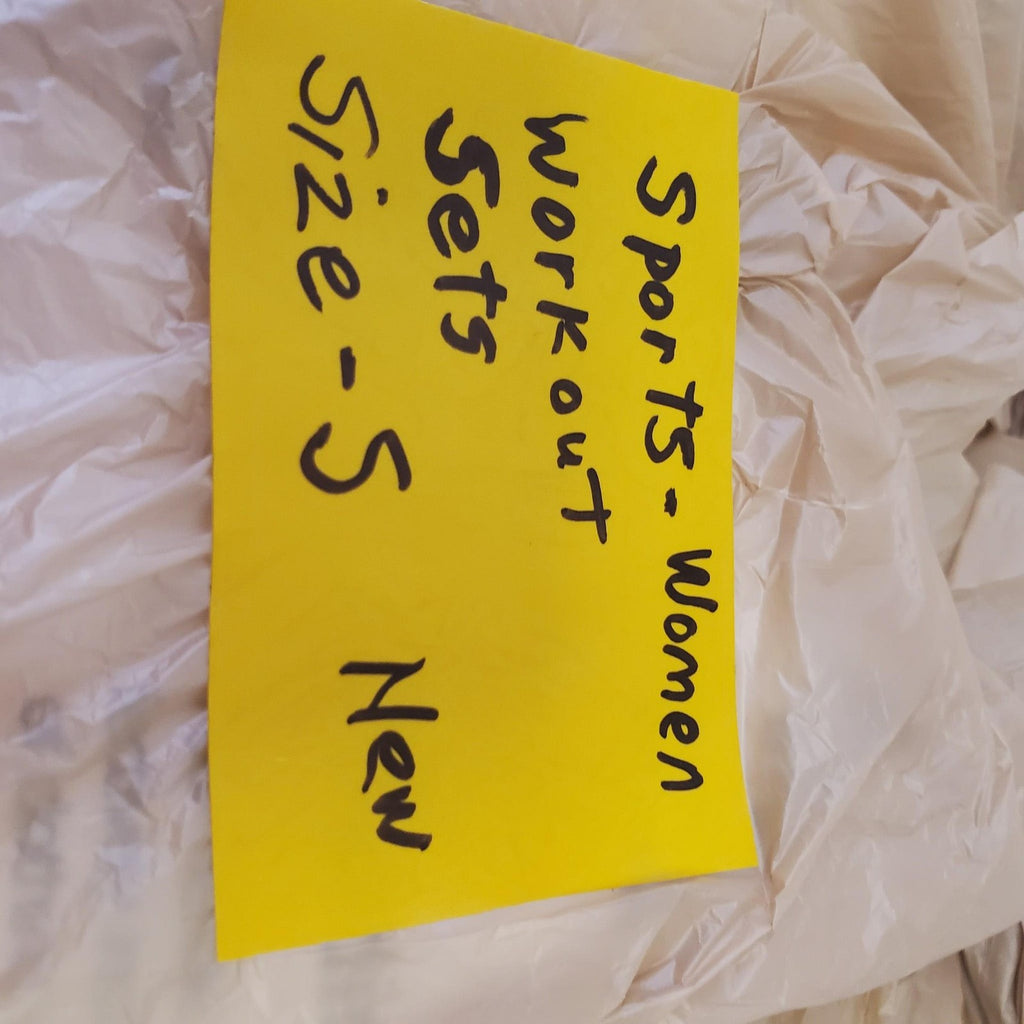 Sports - Women
Workout
Sets
Size - S New